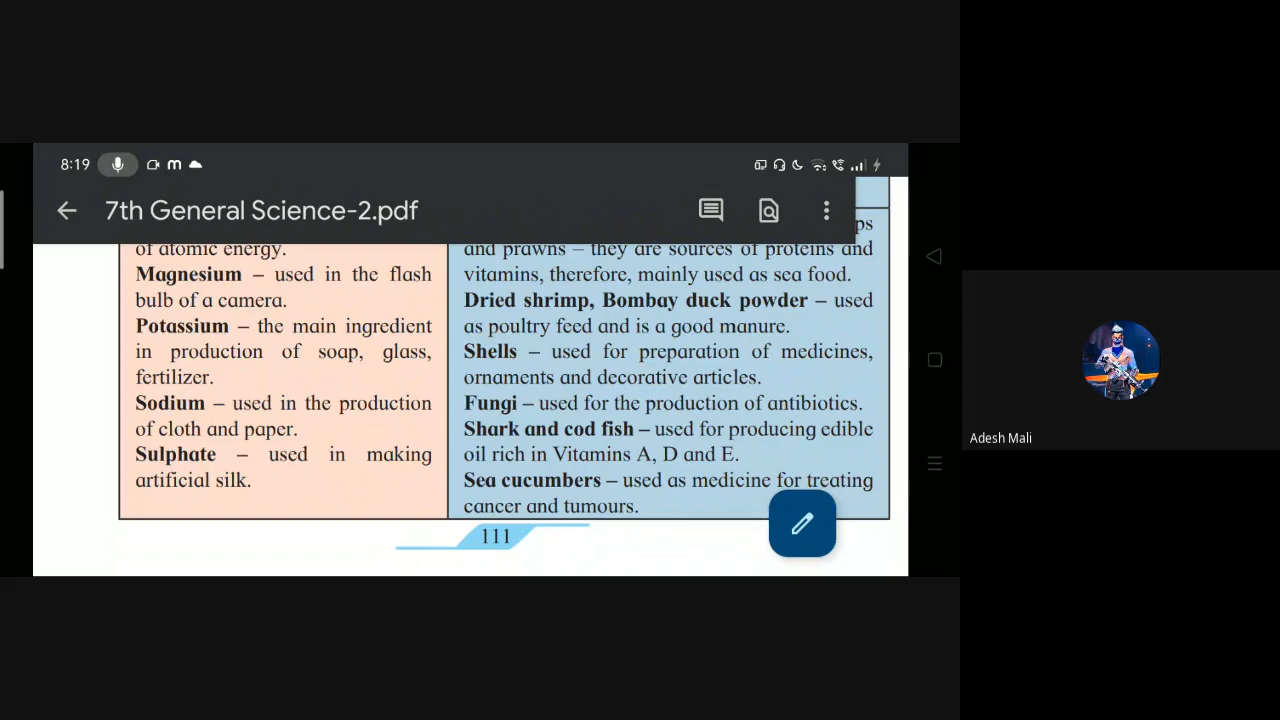 8:19
7th General Science-2.pdf
of atomic energy.
Magnesium – used in the flash
bulb of a camera.
Potassium – the main ingredient
in production of soap, glass,
fertilizer.
Sodium – used in the production
of cloth and paper.
Sulphate – used in making
artificial silk.
ps
and prawns – they are sources of proteins and
vitamins, therefore, mainly used as sea food.
Dried shrimp, Bombay duck powder – used
as poultry feed and is a good manure.
Shells – used for preparation of medicines,
ornaments and decorative articles.
Fungi – used for the production of antibiotics.
Shark and cod fish – used for producing edible
oil rich in Vitamins A, D and E.
Sea cucumbers – used as medicine for treating
cancer and tumours.
111
Adesh Mali